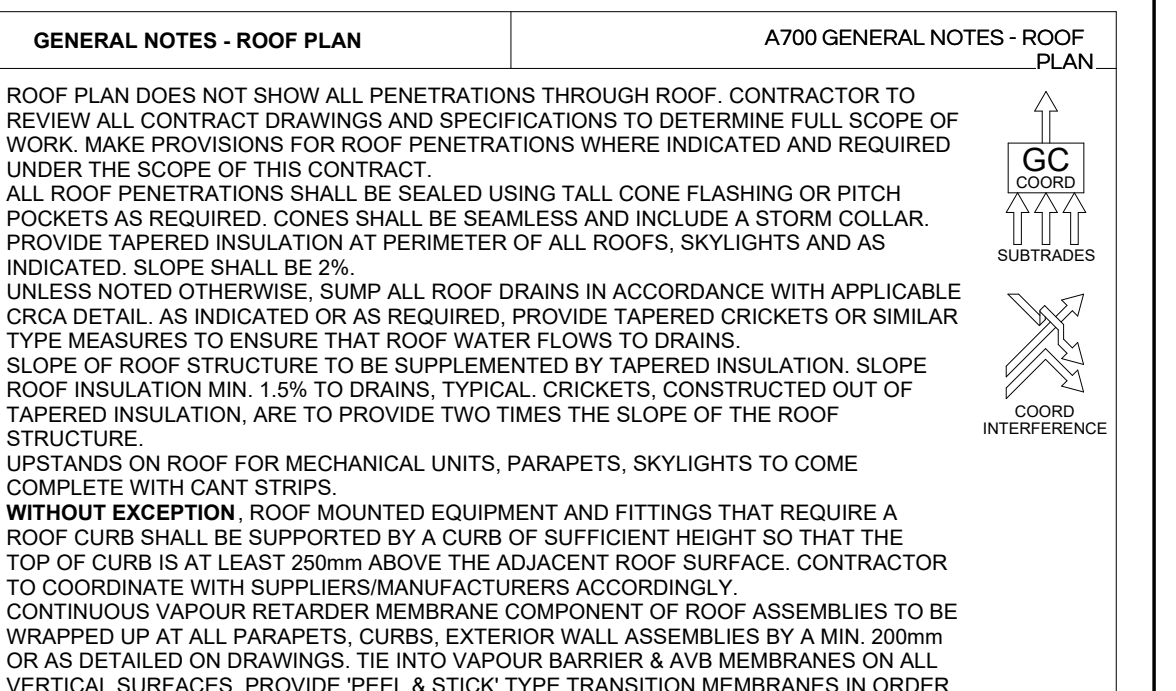 GENERAL NOTES - ROOF PLAN
A700 GENERAL NOTES - ROOF
PLAN
ROOF PLAN DOES NOT SHOW ALL PENETRATIONS THROUGH ROOF. CONTRACTOR TO
REVIEW ALL CONTRACT DRAWINGS AND SPECIFICATIONS TO DETERMINE FULL SCOPE OF
WORK. MAKE PROVISIONS FOR ROOF PENETRATIONS WHERE INDICATED AND REQUIRED
UNDER THE SCOPE OF THIS CONTRACT.
ALL ROOF PENETRATIONS SHALL BE SEALED USING TALL CONE FLASHING OR PITCH
POCKETS AS REQUIRED. CONES SHALL BE SEAMLESS AND INCLUDE A STORM COLLAR.
PROVIDE TAPERED INSULATION AT PERIMETER OF ALL ROOFS, SKYLIGHTS AND AS
INDICATED. SLOPE SHALL BE 2%.
UNLESS NOTED OTHERWISE, SUMP ALL ROOF DRAINS IN ACCORDANCE WITH APPLICABLE
CRCA DETAIL. AS INDICATED OR AS REQUIRED, PROVIDE TAPERED CRICKETS OR SIMILAR
TYPE MEASURES TO ENSURE THAT ROOF WATER FLOWS TO DRAINS.
SLOPE OF ROOF STRUCTURE TO BE SUPPLEMENTED BY TAPERED INSULATION. SLOPE
ROOF INSULATION MIN. 1.5% TO DRAINS, TYPICAL. CRICKETS, CONSTRUCTED OUT OF
TAPERED INSULATION, ARE TO PROVIDE TWO TIMES THE SLOPE OF THE ROOF
STRUCTURE.
UPSTANDS ON ROOF FOR MECHANICAL UNITS, PARAPETS, SKYLIGHTS TO COME
COMPLETE WITH CANT STRIPS.
WITHOUT EXCEPTION, ROOF MOUNTED EQUIPMENT AND FITTINGS THAT REQUIRE A
ROOF CURB SHALL BE SUPPORTED BY A CURB OF SUFFICIENT HEIGHT SO THAT THE
TOP OF CURB IS AT LEAST 250mm ABOVE THE ADJACENT ROOF SURFACE. CONTRACTOR
TO COORDINATE WITH SUPPLIERS/MANUFACTURERS ACCORDINGLY.
CONTINUOUS VAPOUR RETARDER MEMBRANE COMPONENT OF ROOF ASSEMBLIES TO BE
WRAPPED UP AT ALL PARAPETS, CURBS, EXTERIOR WALL ASSEMBLIES BY A MIN. 200mm
OR AS DETAILED ON DRAWINGS. TIE INTO VAPOUR BARRIER & AVB MEMBRANES ON ALL
VERTICAL SURFACES. PROVIDE 'PEEL & STICK' TYPE TRANSITION MEMBRANES IN ORDER
GC
COORD
SUBTRADES
COORD
INTERFERENCE